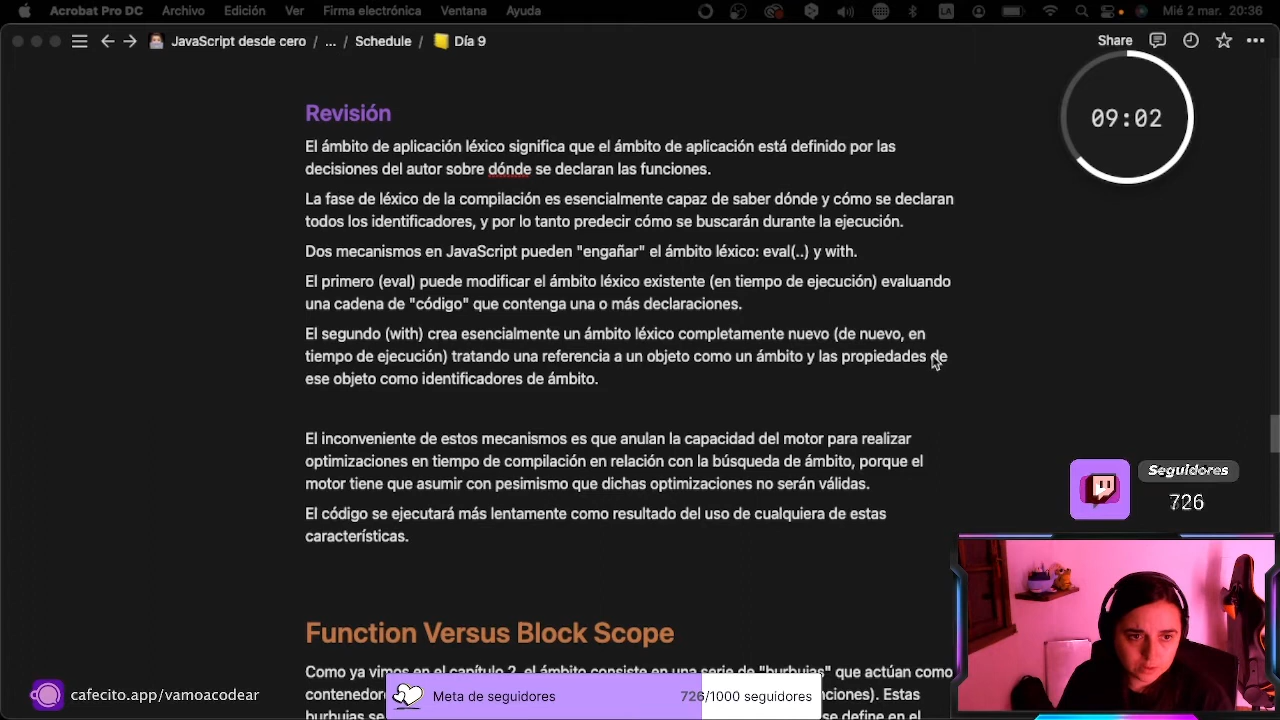 Acrobat Pro DC Archivo Edición Ver Firma electrónica Ventana Ayuda LA Mié 2 mar. 20:36
JavaScript desde cero / ... / Schedule / Día 9 Share
09:02
Revisión
El ámbito de aplicación léxico significa que el ámbito de aplicación está definido por las
decisiones del autor sobre dónde se declaran las funciones.
La fase de léxico de la compilación es esencialmente capaz de saber dónde y cómo se declaran
todos los identificadores, y por lo tanto predecir cómo se buscarán durante la ejecución.
Dos mecanismos en JavaScript pueden "engañar" el ámbito léxico: eval(..) y with.
El primero (eval) puede modificar el ámbito léxico existente (en tiempo de ejecución) evaluando
una cadena de "código" que contenga una o más declaraciones.
El segundo (with) crea esencialmente un ámbito léxico completamente nuevo (de nuevo, en
tiempo de ejecución) tratando una referencia a un objeto como un ámbito y las propiedades de
ese objeto como identificadores de ámbito.
El inconveniente de estos mecanismos es que anulan la capacidad del motor para realizar
optimizaciones en tiempo de compilación en relación con la búsqueda de ámbito, porque el
motor tiene que asumir con pesimismo que dichas optimizaciones no serán válidas.
El código se ejecutará más lentamente como resultado del uso de cualquiera de estas
características.
Seguidores
726
Function Versus Block Scope
Como ya vimos en el capítulo 2, el ámbito consiste en una serie de "burbujas" que actúan como
contenedor
nciones). Estas
burbujas se
se define en el
cafecito.app/vamoacodear
Meta de seguidores 726/1000 seguidores